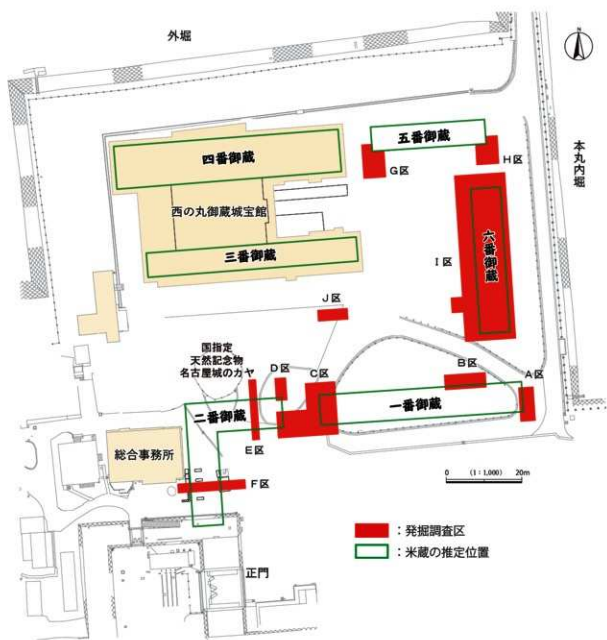 外堀
本丸内堀
五番御蔵
四番御蔵
G区
H区
西の丸御蔵城宝館
六番御蔵
三番御蔵
I区
J区
国指定
天然記念物
名古屋城のカヤ
D区
C区
B区
A区
二番御蔵
一番御蔵
E区
総合事務所
F区
0 (1:1,000) 20m
:発掘調査区
:米蔵の推定位置
正門